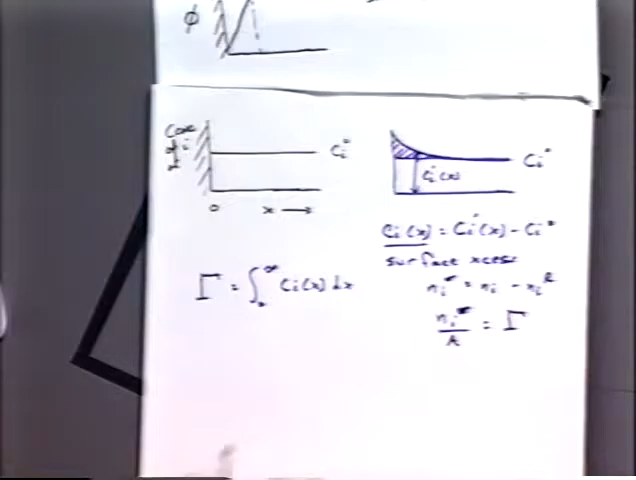 φ
Conc
of i
Ci°
0 x →
Γ = ∫₀^∞ Ci(x) dx
Ci°
Ci'(x)
Ci(x) = Ci'(x) - Ci°
surface xcess
ni^σ = ni - ni^R
ni^σ/A = Γ